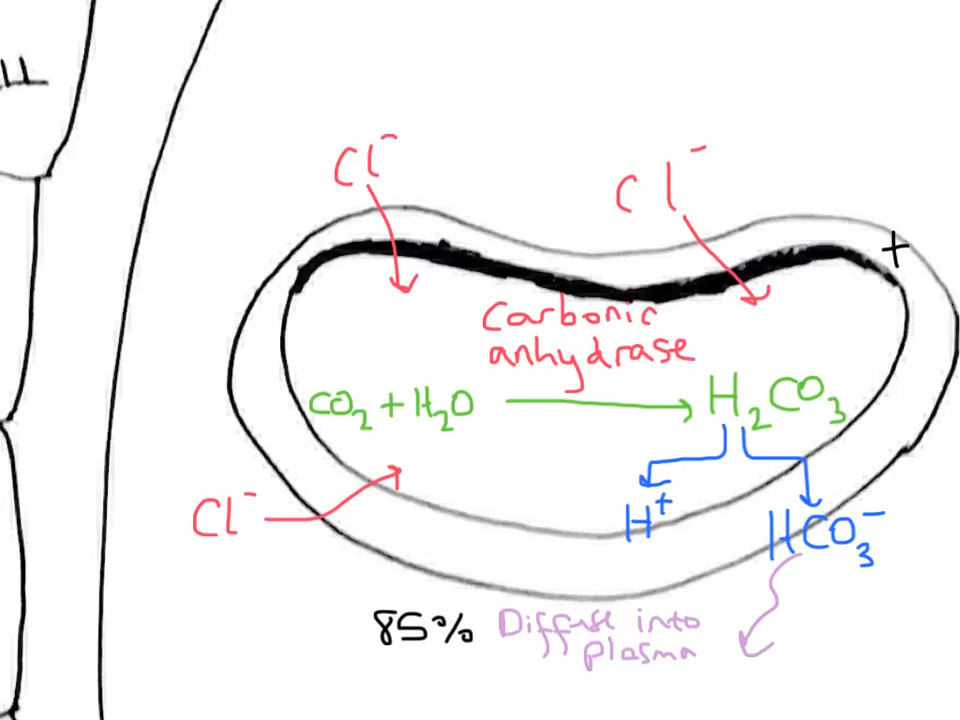 Cl⁻
Cl⁻
Carbonic
anhydrase
CO₂ + H₂O → H₂CO₃
Cl⁻
H⁺
HCO₃⁻
85% Diffuse into
plasma
+